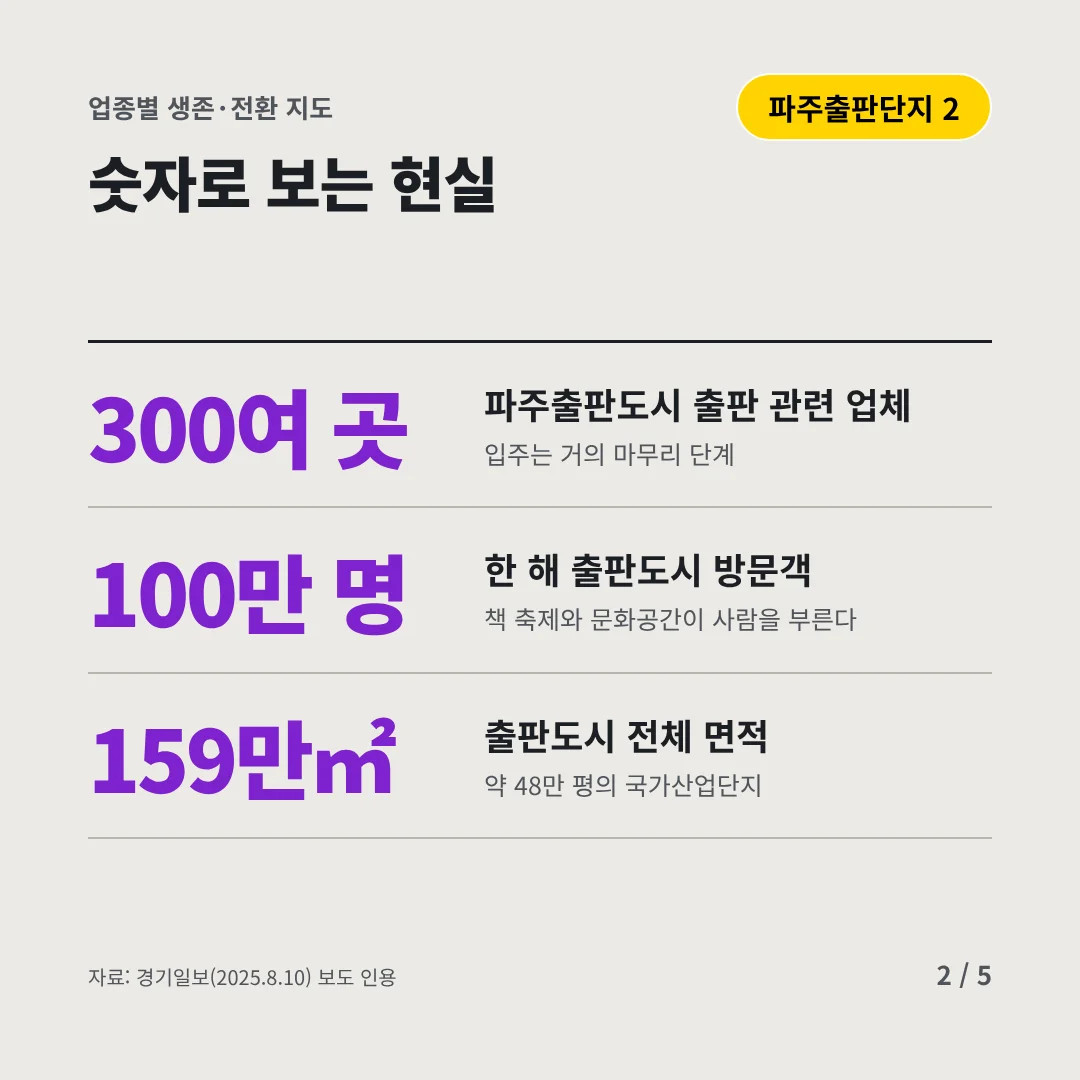 업종별 생존·전환 지도
파주출판단지 2
숫자로 보는 현실
300여 곳
파주출판도시 출판 관련 업체
입주는 거의 마무리 단계
100만 명
한 해 출판도시 방문객
책 축제와 문화공간이 사람을 부른다
159만㎡
출판도시 전체 면적
약 48만 평의 국가산업단지
자료: 경기일보(2025.8.10) 보도 인용
2 / 5